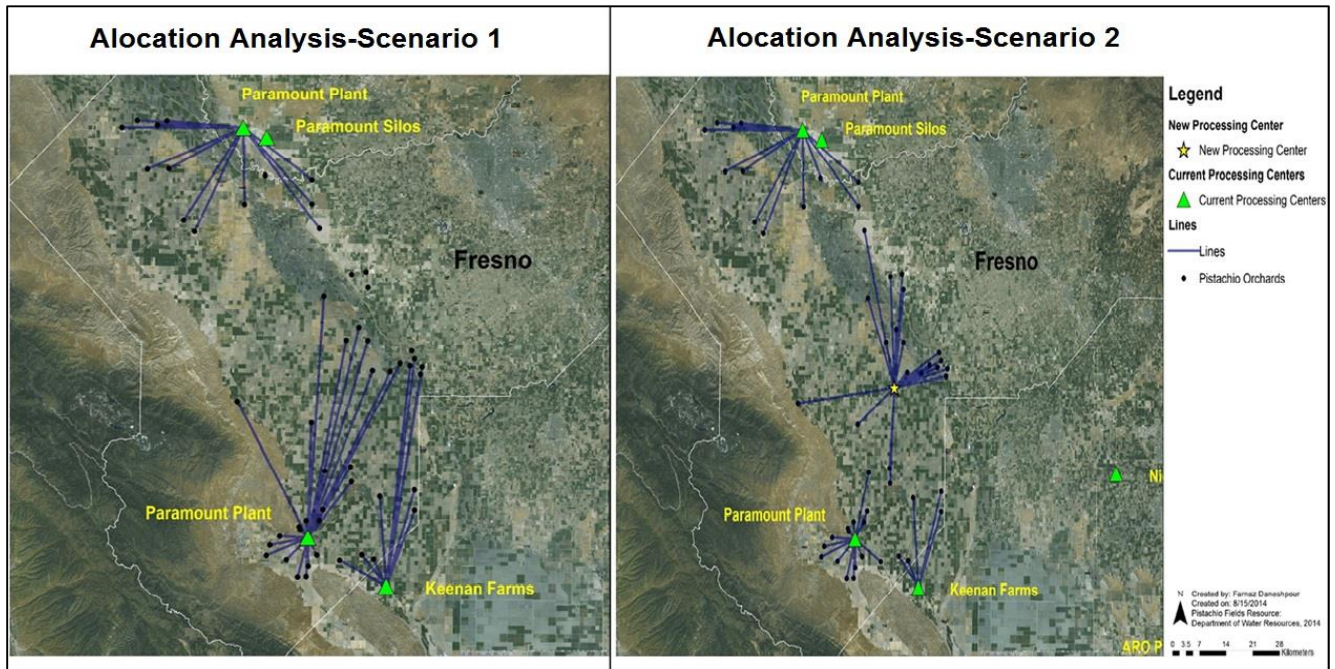 Alocation Analysis-Scenario 1
Paramount Plant
Paramount Silos
Fresno
Paramount Plant
Keenan Farms
Alocation Analysis-Scenario 2
Paramount Plant
Paramount Silos
Fresno
Paramount Plant
Keenan Farms
Ni
ARO P
Legend
New Processing Center
New Processing Center
Current Processing Centers
Current Processing Centers
Lines
Lines
Pistachio Orchards
N
Created by: Farnaz Daneshpour
Created on: 8/15/2014
Pistachio Fields Resource:
Department of Water Resources, 2014
0 3.5 7 14 21 28
Kilometers